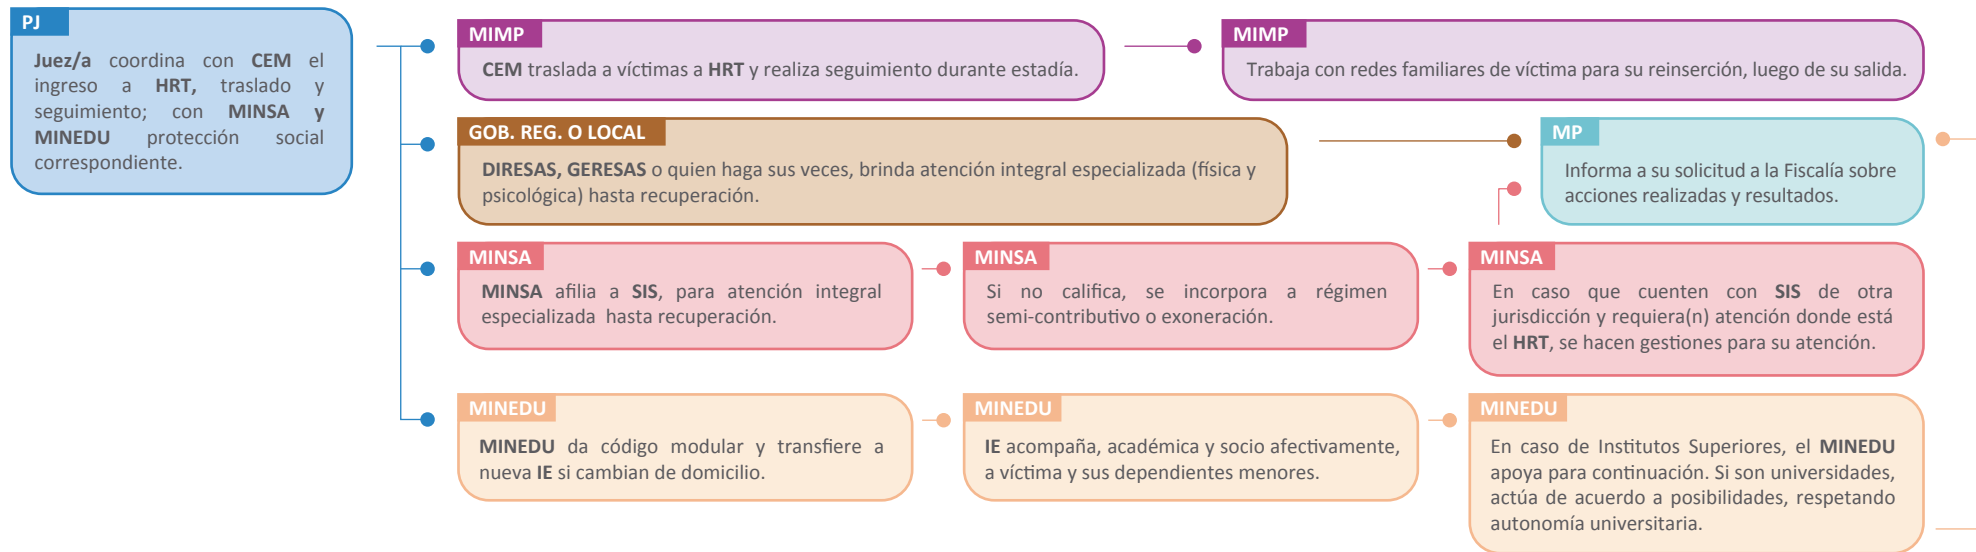 PJ
Juez/a coordina con CEM el
ingreso a HRT, traslado y
seguimiento; con MINSA y
MINEDU protección social
correspondiente.
MIMP
CEM traslada a víctimas a HRT y realiza seguimiento durante estadía.
MIMP
Trabaja con redes familiares de víctima para su reinserción, luego de su salida.
GOB. REG. O LOCAL
DIRESAS, GERESAS o quien haga sus veces, brinda atención integral especializada (física y
psicológica) hasta recuperación.
MP
Informa a su solicitud a la Fiscalía sobre
acciones realizadas y resultados.
MINSA
MINSA afilia a SIS, para atención integral
especializada hasta recuperación.
MINSA
Si no califica, se incorpora a régimen
semi-contributivo o exoneración.
MINSA
En caso que cuenten con SIS de otra
jurisdicción y requiera(n) atención donde está
el HRT, se hacen gestiones para su atención.
MINEDU
MINEDU da código modular y transfiere a
nueva IE si cambian de domicilio.
MINEDU
IE acompaña, académica y socio afectivamente,
a víctima y sus dependientes menores.
MINEDU
En caso de Institutos Superiores, el MINEDU
apoya para continuación. Si son universidades,
actúa de acuerdo a posibilidades, respetando
autonomía universitaria.